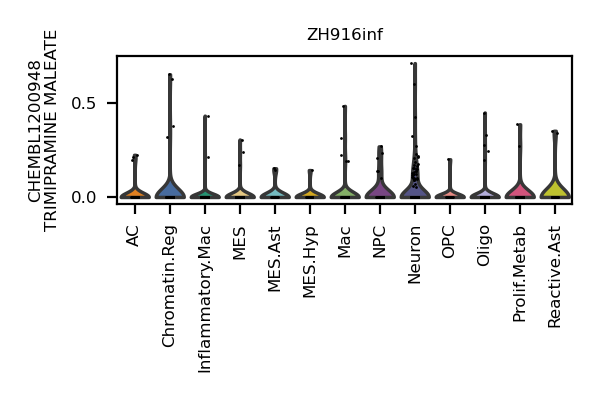 ZH916inf
CHEMBL1200948
TRIMIPRAMINE MALEATE
0.5
0.0
AC
Chromatin.Reg
Inflammatory.Mac
MES
MES.Ast
MES.Hyp
Mac
NPC
Neuron
OPC
Oligo
Prolif.Metab
Reactive.Ast